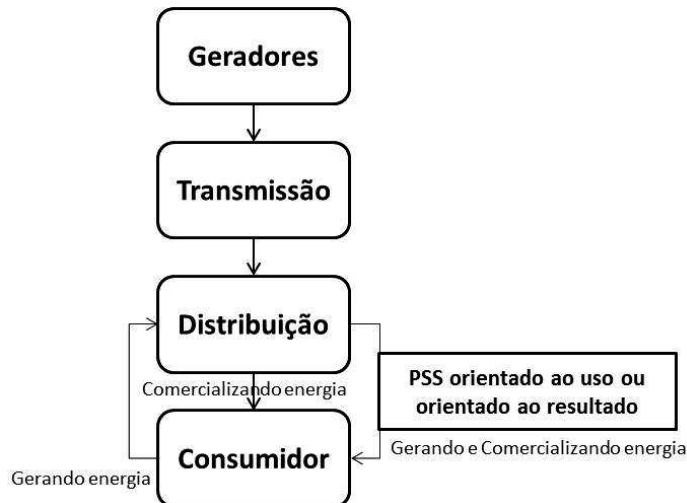 Geradores
Transmissão
Distribuição
Comercializando energia
PSS orientado ao uso ou
orientado ao resultado
Gerando e Comercializando energia
Consumidor
Gerando energia